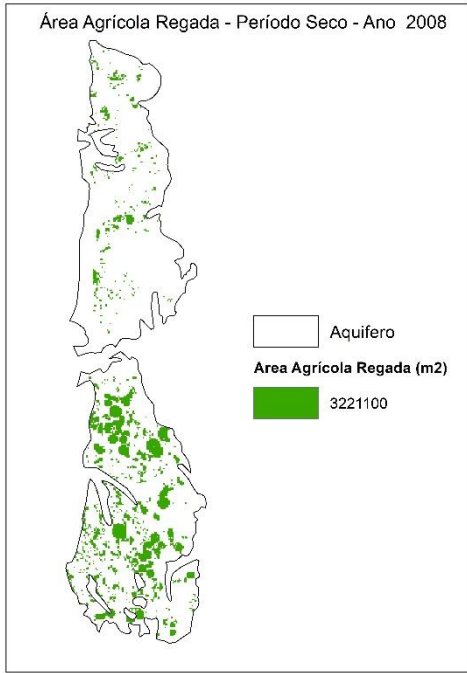 Área Agrícola Regada - Período Seco - Ano 2008
Aquifero
Area Agrícola Regada (m2)
3221100